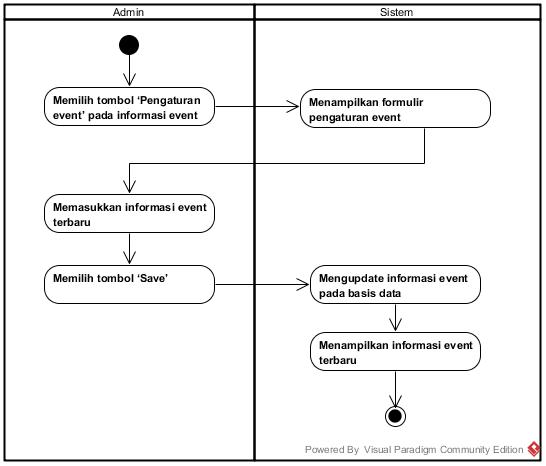 Admin
Sistem
Memilih tombol ‘Pengaturan
event’ pada informasi event
Menampilkan formulir
pengaturan event
Memasukkan informasi event
terbaru
Memilih tombol ‘Save’
Mengupdate informasi event
pada basis data
Menampilkan informasi event
terbaru
Powered By Visual Paradigm Community Edition